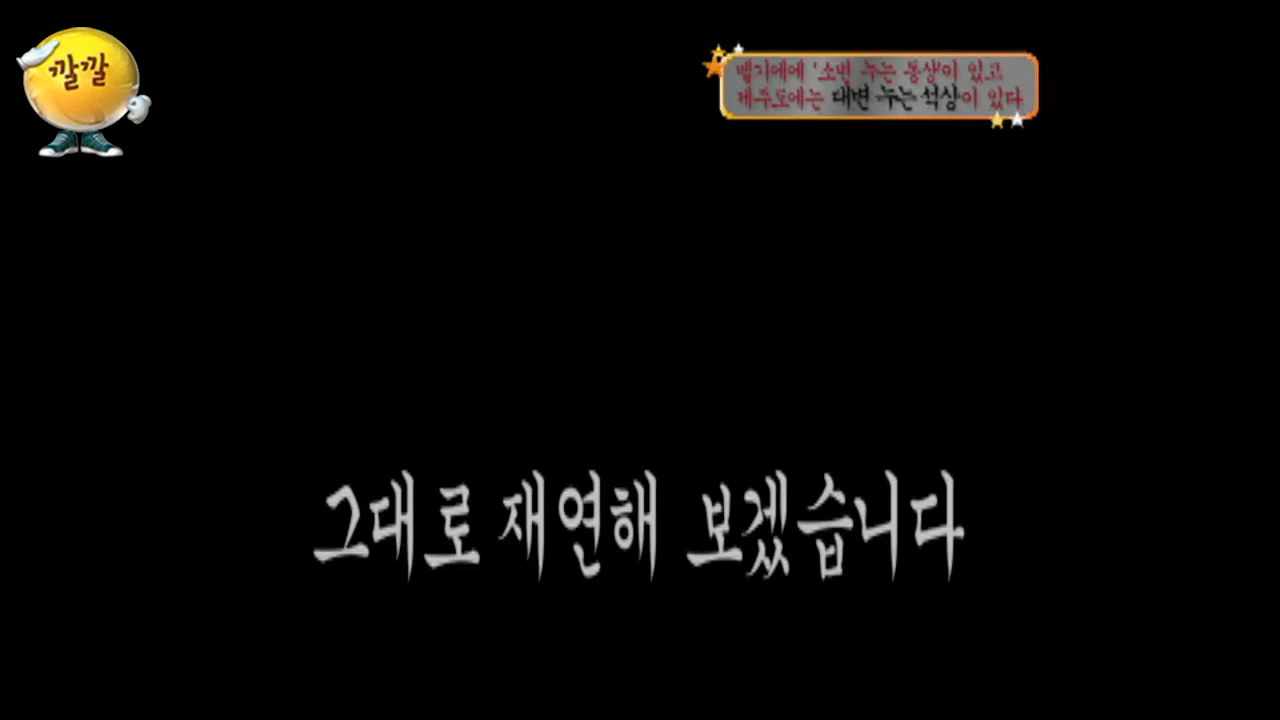 깔깔
벨기에에 '소변 누는 동상'이 있고
제주도에는 대변 누는 석상이 있다
그대로 재연해 보겠습니다